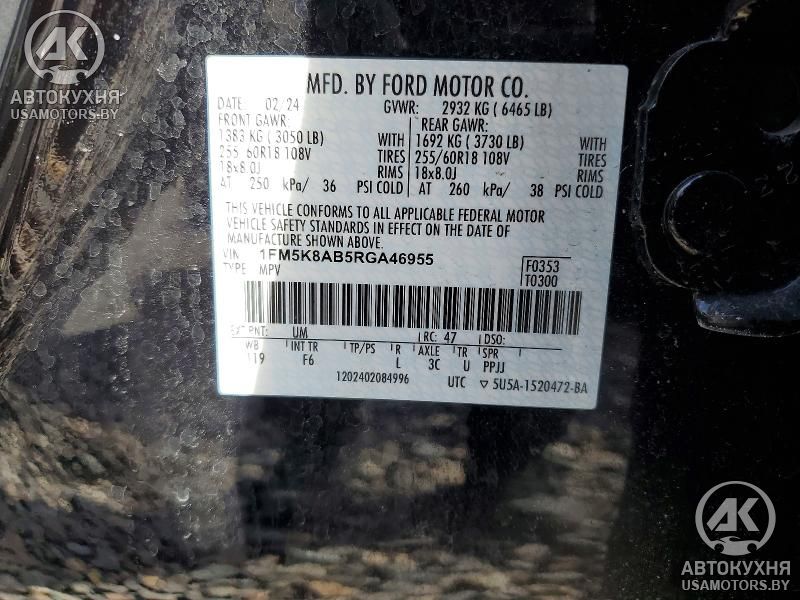 AK
АВТОКУХНЯ
USAMOTORS.BY
MFD. BY FORD MOTOR CO.
DATE: 02/24 GVWR: 2932 KG ( 6465 LB)
FRONT GAWR: REAR GAWR:
1383 KG ( 3050 LB) WITH 1692 KG ( 3730 LB) WITH
255 60R18 108V TIRES 255/60R18 108V TIRES
18x8.0J RIMS 18x8.0J RIMS
AT 250 kPa/ 36 PSI COLD AT 260 kPa/ 38 PSI COLD
THIS VEHICLE CONFORMS TO ALL APPLICABLE FEDERAL MOTOR
VEHICLE SAFETY STANDARDS IN EFFECT ON THE DATE OF
MANUFACTURE SHOWN ABOVE.
VIN: 1FM5K8AB5RGA46955
TYPE: MPV
F0353
T0300
EXT PNT: UM RC: 47 DSO:
WB INT TR TP/PS R AXLE TR SPR
119 F6 L 3C U PPJJ
1202402084996 UTC ▽ 5U5A-1520472-BA
AK
АВТОКУХНЯ
USAMOTORS.BY